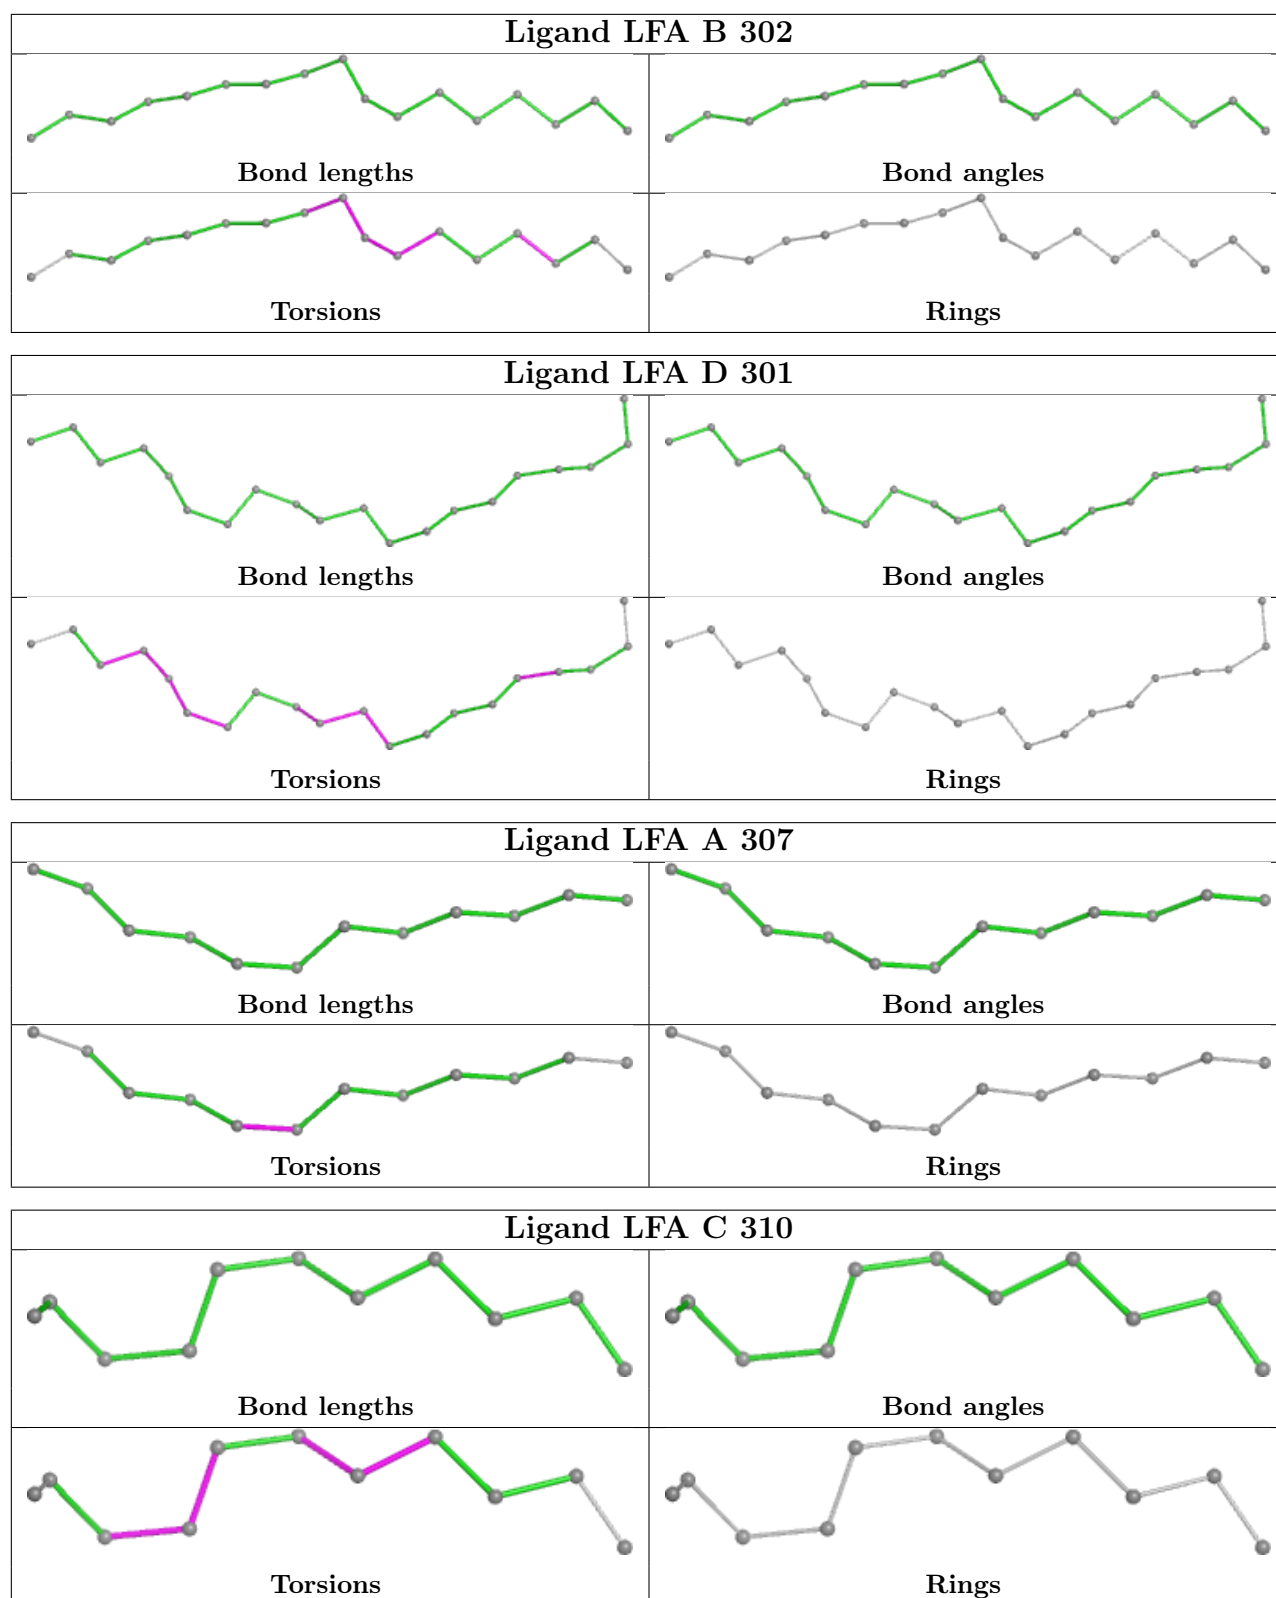 Ligand LFA B 302
Bond lengths
Bond angles
Torsions
Rings
Ligand LFA D 301
Bond lengths
Bond angles
Torsions
Rings
Ligand LFA A 307
Bond lengths
Bond angles
Torsions
Rings
Ligand LFA C 310
Bond lengths
Bond angles
Torsions
Rings